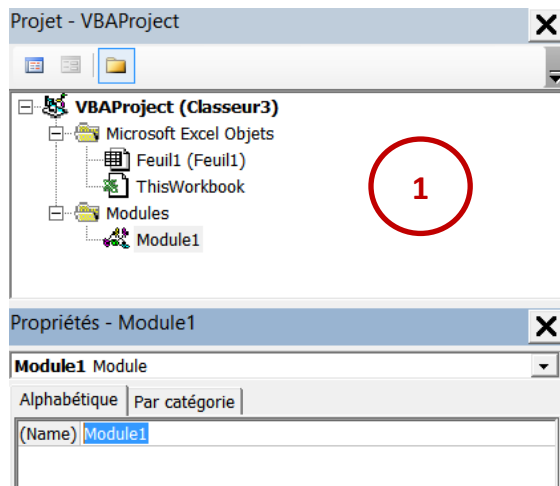 Projet - VBAProject
VBAProject (Classeur3)
Microsoft Excel Objets
Feuil1 (Feuil1)
ThisWorkbook
Modules
Module1
1
Propriétés - Module1
Module1 Module
Alphabétique Par catégorie
(Name) Module1